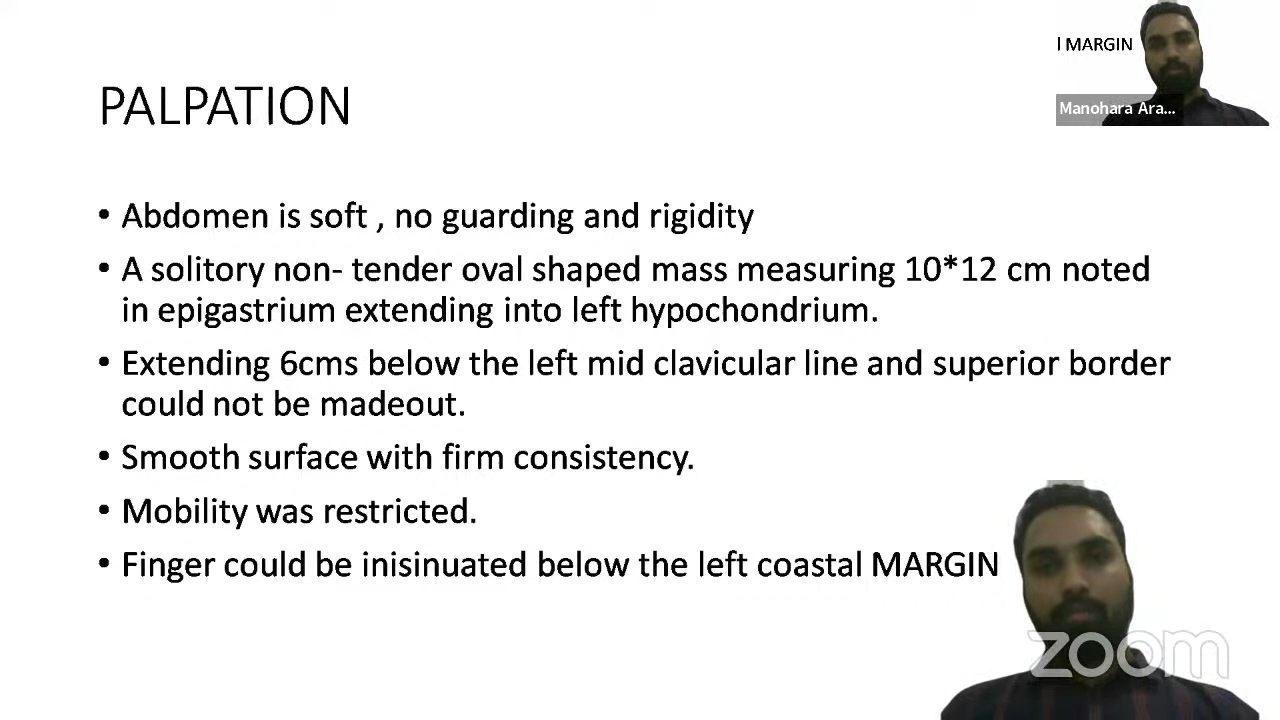 l MARGIN
Manohara Ara...
PALPATION
• Abdomen is soft , no guarding and rigidity
• A solitory non- tender oval shaped mass measuring 10*12 cm noted
in epigastrium extending into left hypochondrium.
• Extending 6cms below the left mid clavicular line and superior border
could not be madeout.
• Smooth surface with firm consistency.
• Mobility was restricted.
• Finger could be inisinuated below the left coastal MARGIN
zoom